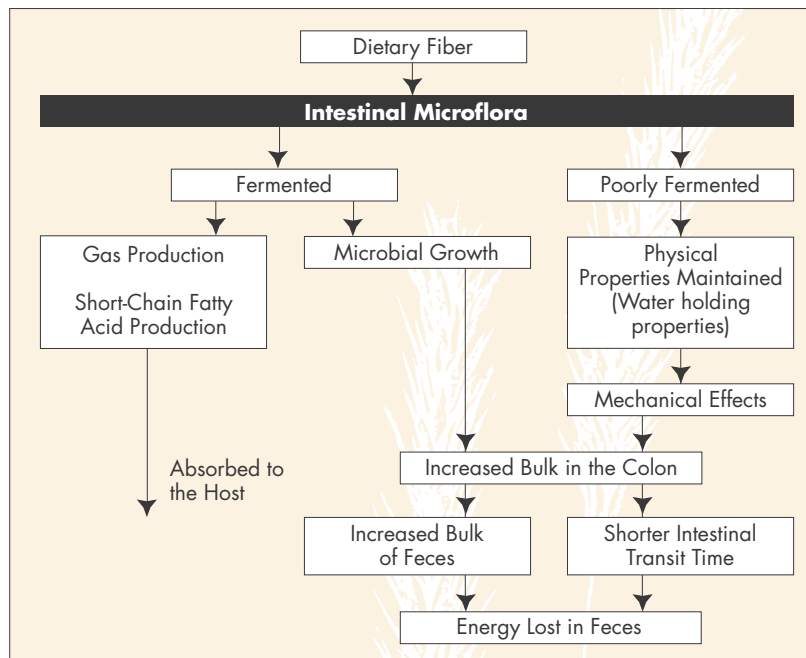 Dietary Fiber
Intestinal Microflora
Fermented
Poorly Fermented
Gas Production
Short-Chain Fatty
Acid Production
Microbial Growth
Physical
Properties Maintained
(Water holding
properties)
Mechanical Effects
Absorbed to
the Host
Increased Bulk in the Colon
Increased Bulk
of Feces
Shorter Intestinal
Transit Time
Energy Lost in Feces